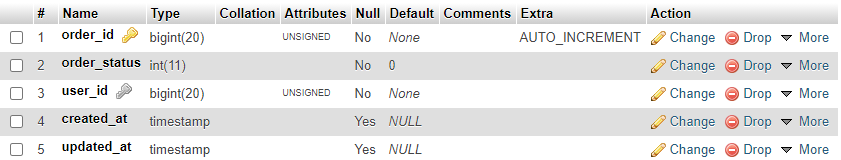 # Name Type Collation Attributes Null Default Comments Extra Action
1 order_id bigint(20) UNSIGNED No None AUTO_INCREMENT Change Drop More
2 order_status int(11) No 0 Change Drop More
3 user_id bigint(20) UNSIGNED No None Change Drop More
4 created_at timestamp Yes NULL Change Drop More
5 updated_at timestamp Yes NULL Change Drop More